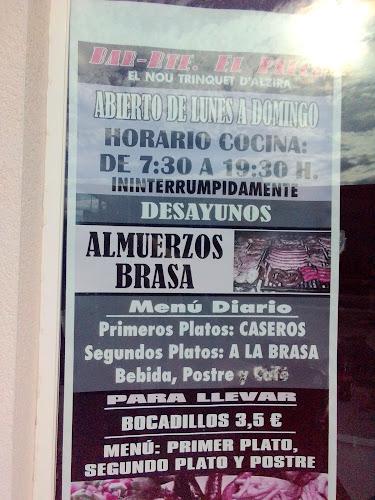 BAR-RTE. EL
EL NOU TRINQUET D'ALZIRA
ABIERTO DE LUNES A DOMINGO
HORARIO COCINA:
DE 7:30 A 19:30 H.
ININTERRUMPIDAMENTE
DESAYUNOS
ALMUERZOS
BRASA
Menú Diario
Primeros Platos: CASEROS
Segundos Platos: A LA BRASA
Bebida, Postre y Café
PARA LLEVAR
BOCADILLOS 3,5 €
MENÚ: PRIMER PLATO,
SEGUNDO PLATO Y POSTRE